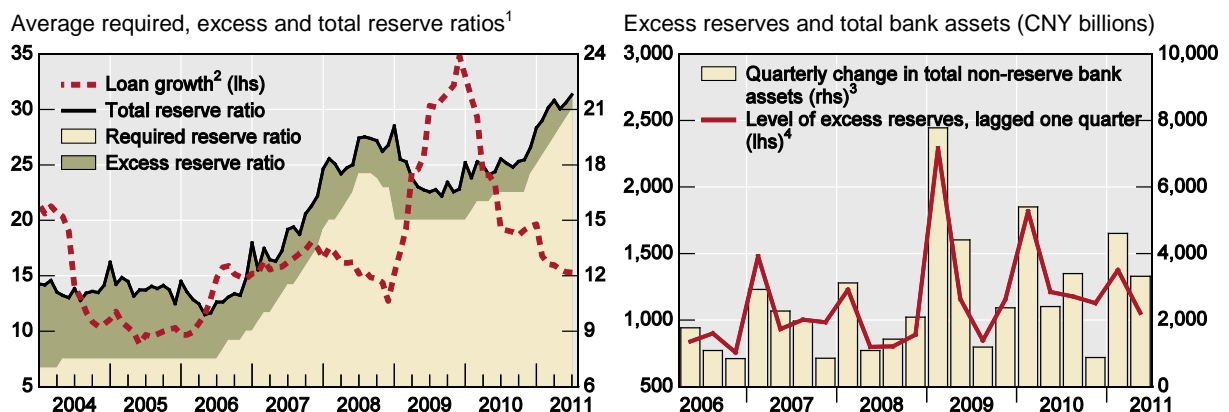 Average required, excess and total reserve ratios1
35
30
25
20
15
10
5
24
21
18
15
12
9
6
Loan growth2 (lhs)
Total reserve ratio
Required reserve ratio
Excess reserve ratio
2004 2005 2006 2007 2008 2009 2010 2011
Excess reserves and total bank assets (CNY billions)
3,000
2,500
2,000
1,500
1,000
500
10,000
8,000
6,000
4,000
2,000
0
Quarterly change in total non-reserve bank
assets (rhs)3
Level of excess reserves, lagged one quarter
(lhs)4
2006 2007 2008 2009 2010 2011